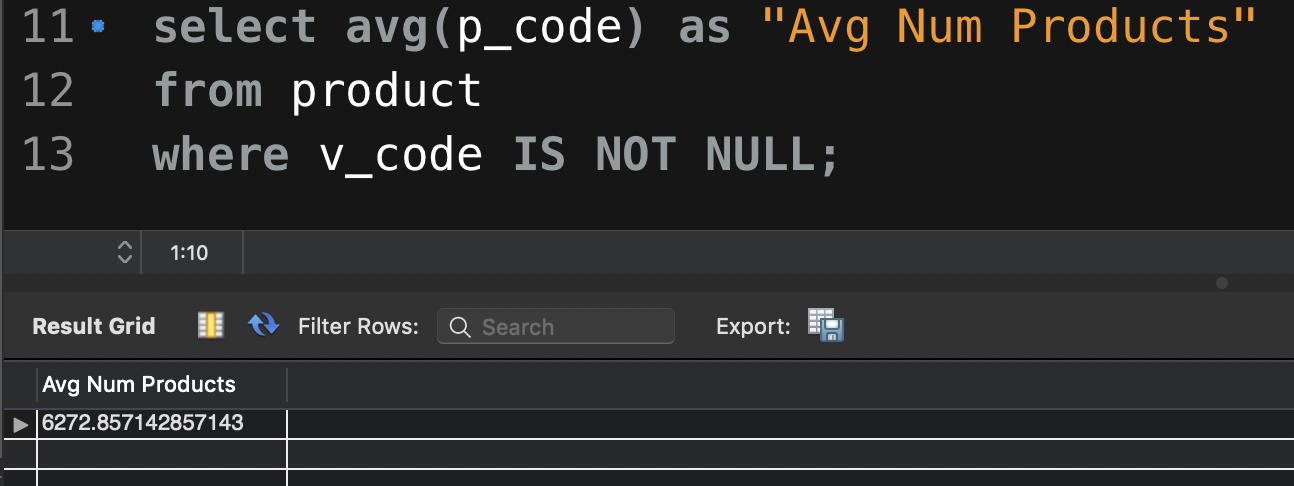 11 select avg(p_code) as "Avg Num Products"
12 from product
13 where v_code IS NOT NULL;
1:10
Result Grid Filter Rows: Search Export:
Avg Num Products
6272.857142857143